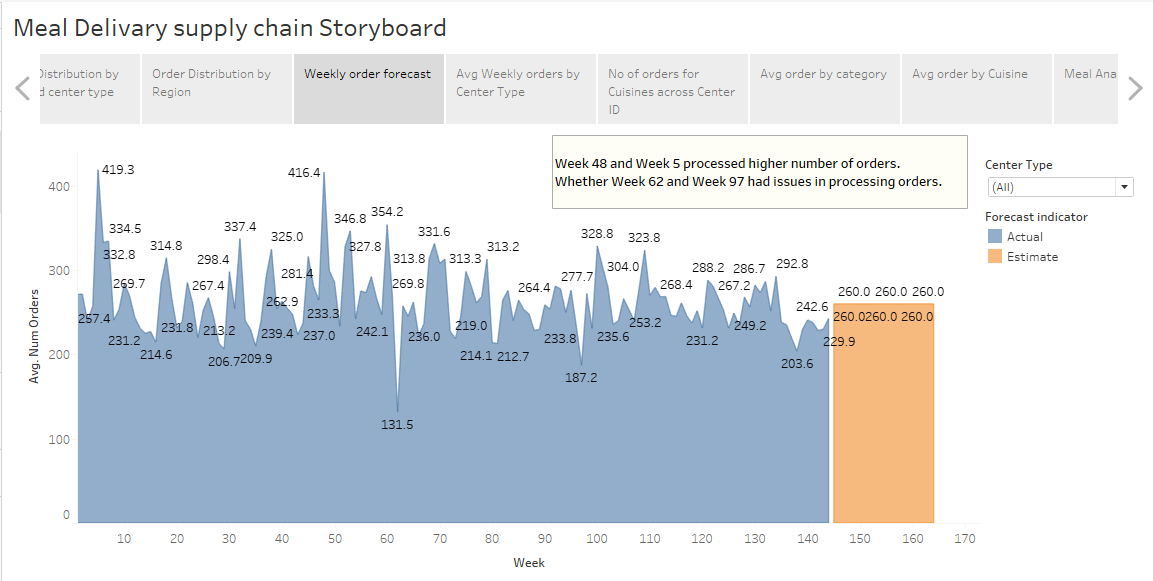 Meal Delivary supply chain Storyboard
Distribution by
d center type
Order Distribution by
Region
Weekly order forecast
Avg Weekly orders by
Center Type
No of orders for
Cuisines across Center
ID
Avg order by category
Avg order by Cuisine
Meal Ana
Week 48 and Week 5 processed higher number of orders.
Whether Week 62 and Week 97 had issues in processing orders.
Center Type
(All)
Forecast indicator
Actual
Estimate
Avg. Num Orders
400
300
200
100
0
419.3
334.5
332.8
269.7
257.4
231.2
214.6
314.8
231.8
267.4
298.4
213.2
206.7
337.4
209.9
325.0
262.9
239.4
281.4
416.4
233.3
237.0
346.8
327.8
242.1
354.2
131.5
269.8
313.8
236.0
331.6
219.0
313.3
214.1
313.2
212.7
264.4
233.8
277.7
187.2
328.8
304.0
235.6
323.8
253.2
268.4
231.2
288.2
267.2
249.2
286.7
292.8
203.6
242.6
229.9
260.0 260.0 260.0
260.0 260.0 260.0
10 20 30 40 50 60 70 80 90 100 110 120 130 140 150 160 170
Week